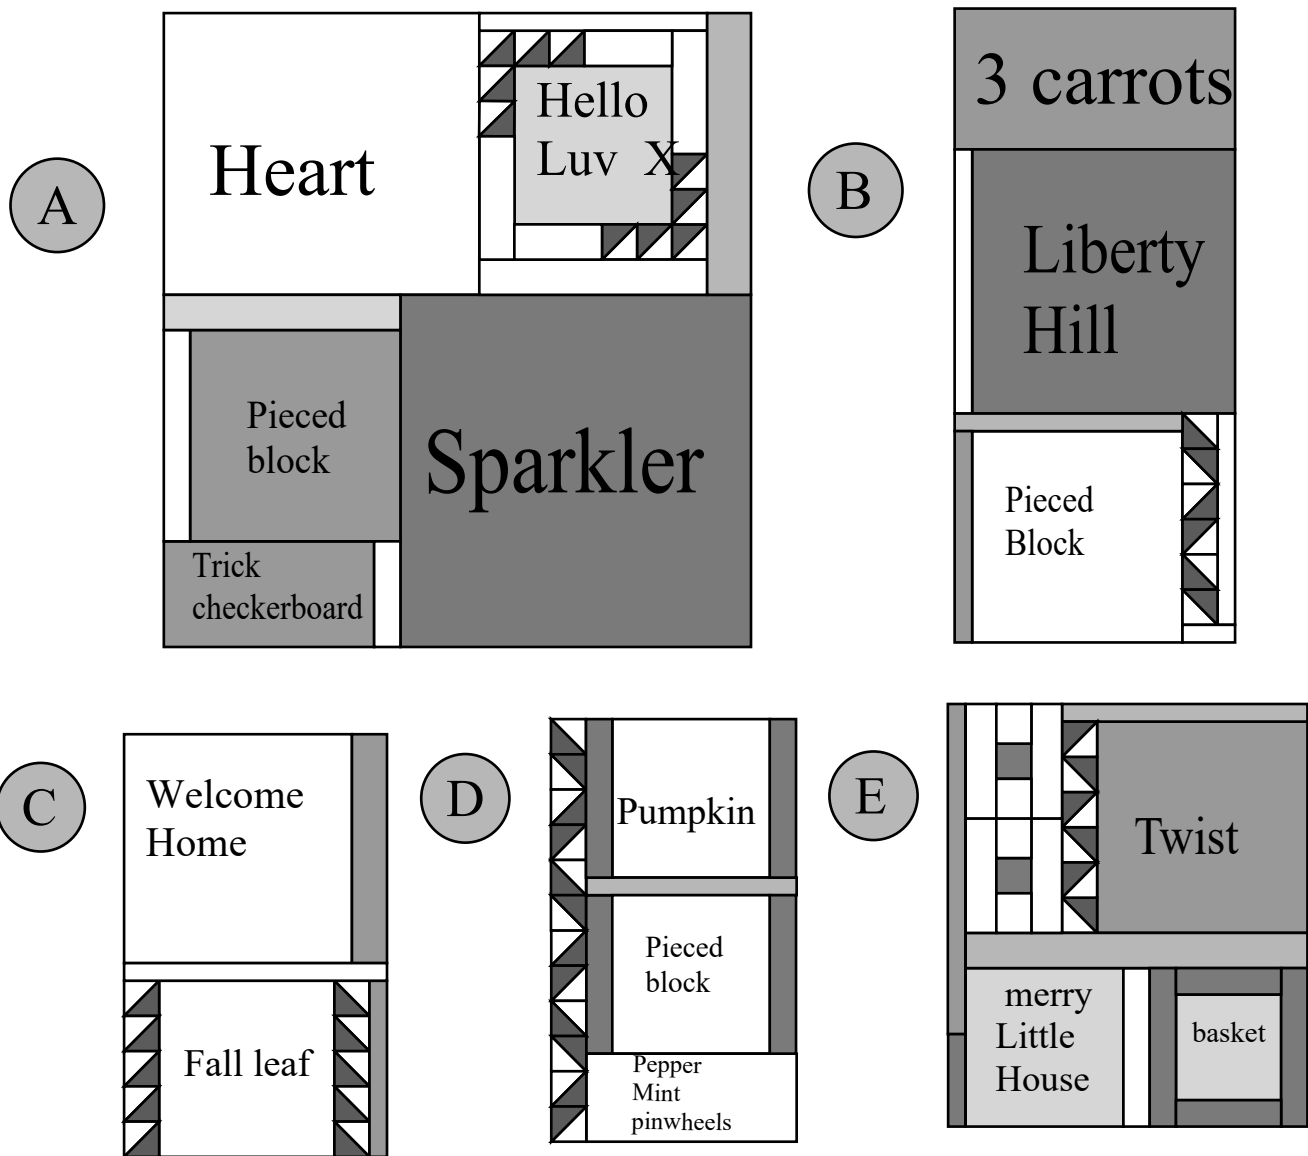 A
Heart
Hello
Luv X
Pieced
block
Sparkler
Trick
checkerboard
B
3 carrots
Liberty
Hill
Pieced
Block
C
Welcome
Home
Fall leaf
D
Pumpkin
Pieced
block
Pepper
Mint
pinwheels
E
Twist
merry
Little
House
basket